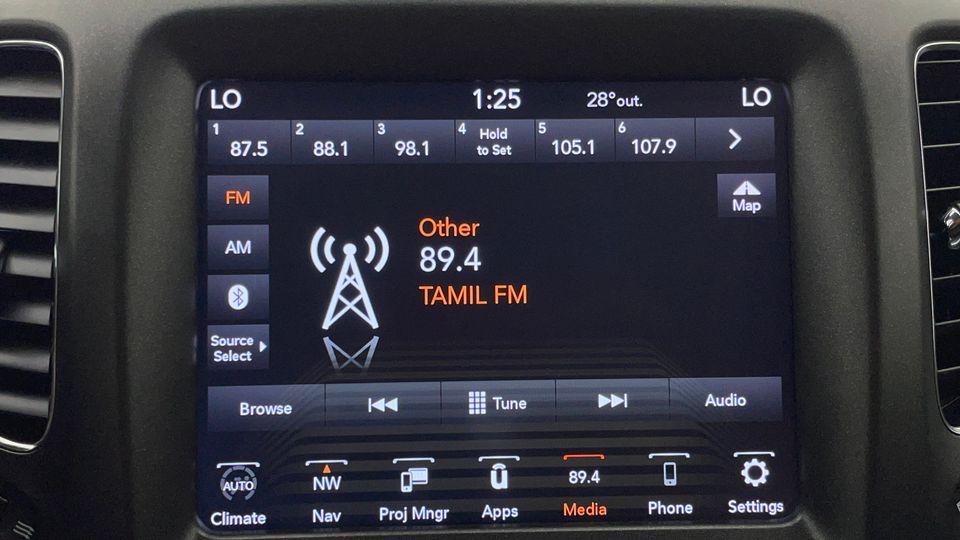 LO 1:25 28°out. LO
1 87.5
2 88.1
3 98.1
4 Hold to Set
5 105.1
6 107.9
FM
Map
AM
Other
89.4
TAMIL FM
Source
Select
Browse Tune Audio
AUTO NW 89.4
Climate Nav Proj Mngr Apps Media Phone Settings